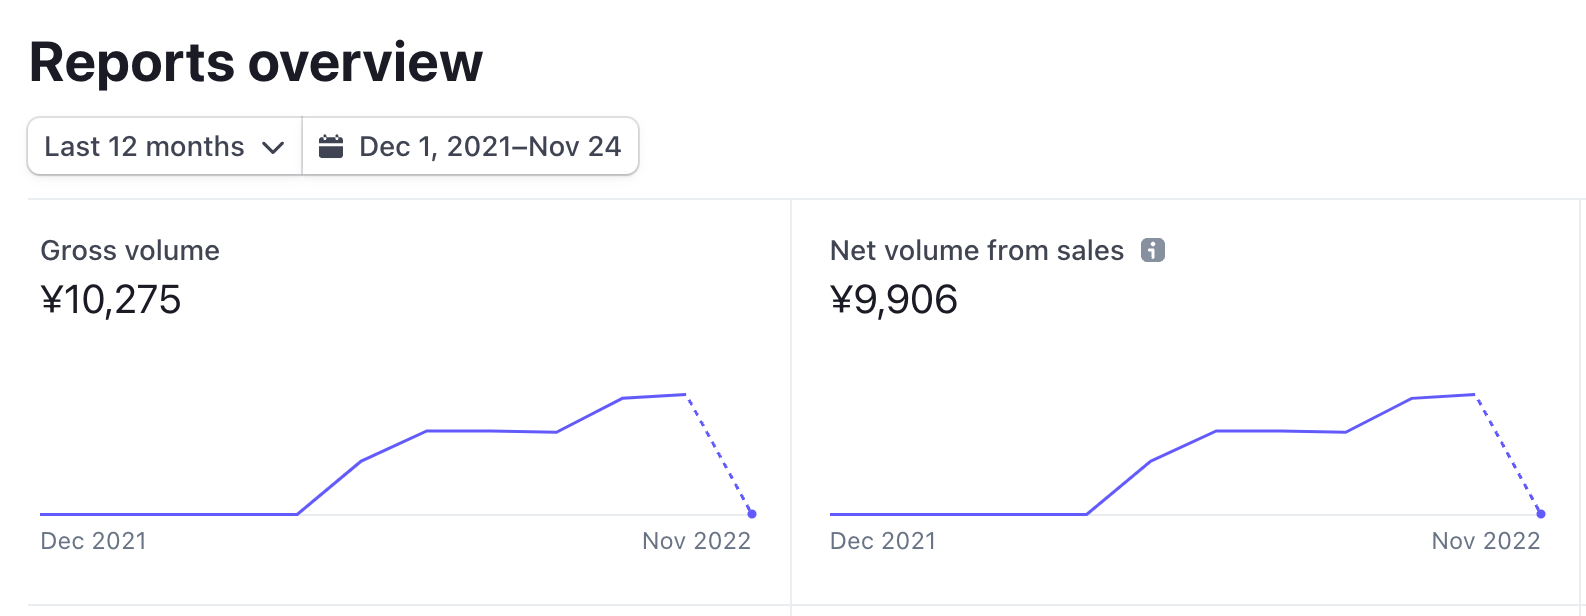 Reports overview
Last 12 months
Dec 1, 2021–Nov 24
Gross volume
¥10,275
Dec 2021
Nov 2022
Net volume from sales
¥9,906
Dec 2021
Nov 2022